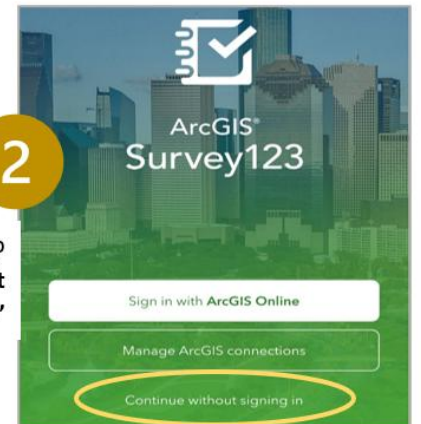 ArcGIS®
Survey123
2
Sign in with ArcGIS Online
Manage ArcGIS connections
Continue without signing in